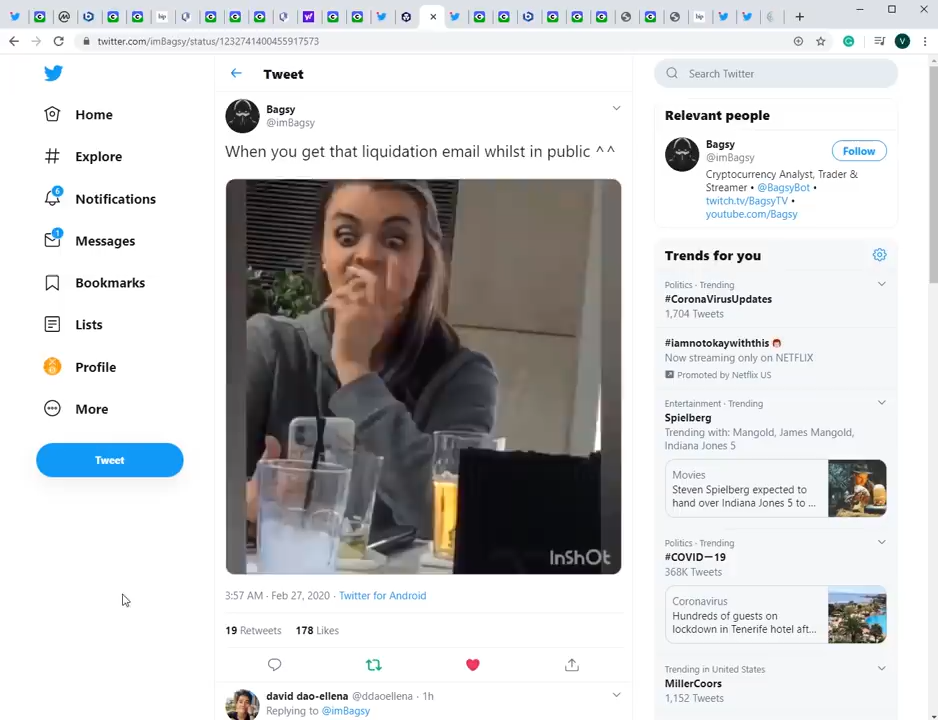 twitter.com/imBagsy/status/1232741400455917573
V
Home
Explore
6
Notifications
1
Messages
Bookmarks
Lists
Profile
More
Tweet
Tweet
Bagsy
@imBagsy
When you get that liquidation email whilst in public ^^
InShOt
3:57 AM · Feb 27, 2020 · Twitter for Android
19 Retweets 178 Likes
david dao-ellena @ddaoellena · 1h
Replying to @imBagsy
Search Twitter
Relevant people
Bagsy
@imBagsy
Follow
Cryptocurrency Analyst, Trader &
Streamer • @BagsyBot •
twitch.tv/BagsyTV •
youtube.com/Bagsy
Trends for you
Politics · Trending
#CoronaVirusUpdates
1,704 Tweets
#iamnotokaywiththis
Now streaming only on NETFLIX
Promoted by Netflix US
Entertainment · Trending
Spielberg
Trending with: Mangold, James Mangold,
Indiana Jones 5
Movies
Steven Spielberg expected to
hand over Indiana Jones 5 to ...
Politics · Trending
#COVID—19
368K Tweets
Coronavirus
Hundreds of guests on
lockdown in Tenerife hotel aft...
Trending in United States
MillerCoors
1,152 Tweets